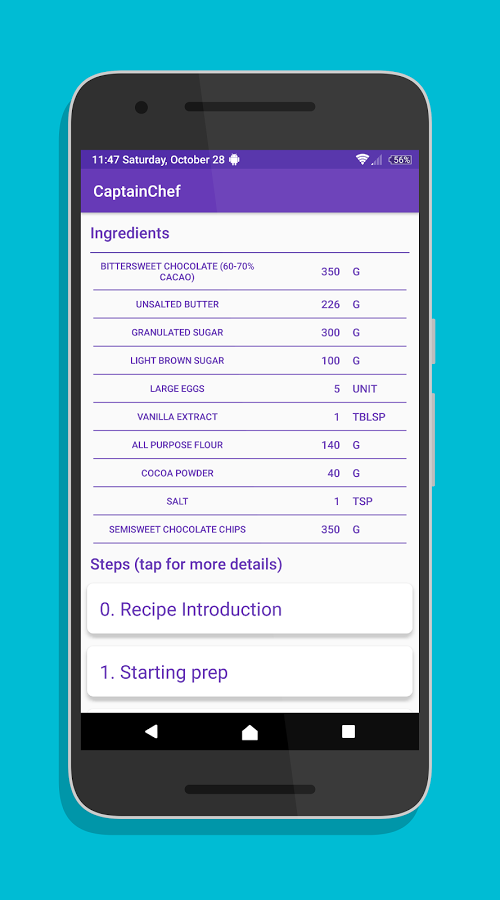 11:47 Saturday, October 28
56%
CaptainChef
Ingredients
BITTERSWEET CHOCOLATE (60-70% CACAO) 350 G
UNSALTED BUTTER 226 G
GRANULATED SUGAR 300 G
LIGHT BROWN SUGAR 100 G
LARGE EGGS 5 UNIT
VANILLA EXTRACT 1 TBLSP
ALL PURPOSE FLOUR 140 G
COCOA POWDER 40 G
SALT 1 TSP
SEMISWEET CHOCOLATE CHIPS 350 G
Steps (tap for more details)
0. Recipe Introduction
1. Starting prep